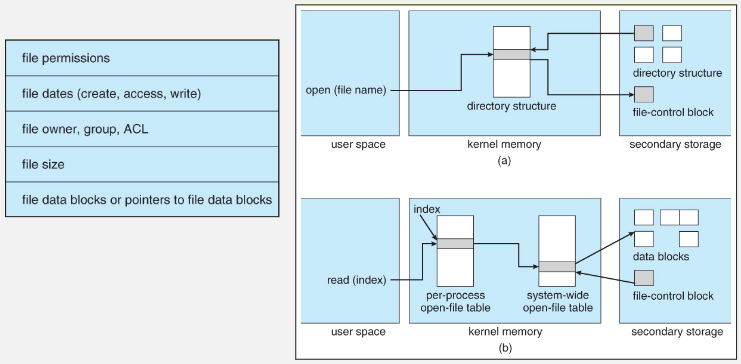 file permissions
file dates (create, access, write)
file owner, group, ACL
file size
file data blocks or pointers to file data blocks
open (file name)
directory structure
directory structure
file-control block
user space
kernel memory
secondary storage
(a)
index
read (index)
per-process
open-file table
system-wide
open-file table
data blocks
file-control block
user space
kernel memory
secondary storage
(b)